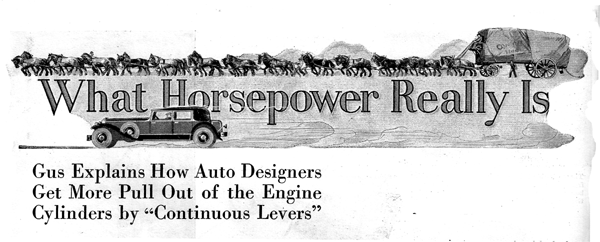 What Horsepower Really Is
Gus Explains How Auto Designers
Get More Pull Out of the Engine
Cylinders by “Continuous Levers”